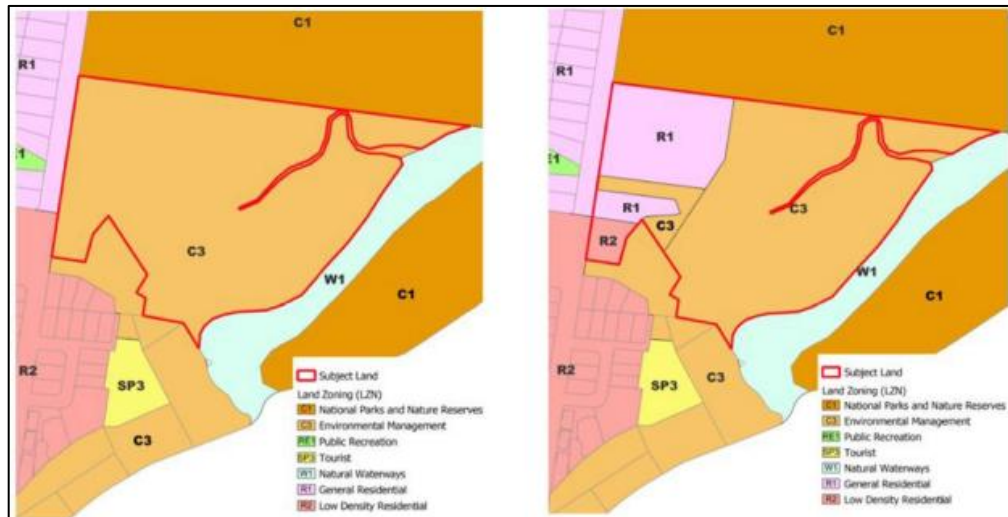 C1
R1
E1
C3
W1
C1
R2
SP3
C3
Subject Land
Land Zoning (LZN)
C1 National Parks and Nature Reserves
C3 Environmental Management
RE1 Public Recreation
SP3 Tourist
W1 Natural Waterways
R1 General Residential
R2 Low Density Residential
C1
R1
R1
E1
R1
C3
C3
R2
W1
C1
R2
SP3
C3
Subject Land
Land Zoning (LZN)
C1 National Parks and Nature Reserves
C3 Environmental Management
RE1 Public Recreation
SP3 Tourist
W1 Natural Waterways
R1 General Residential
R2 Low Density Residential